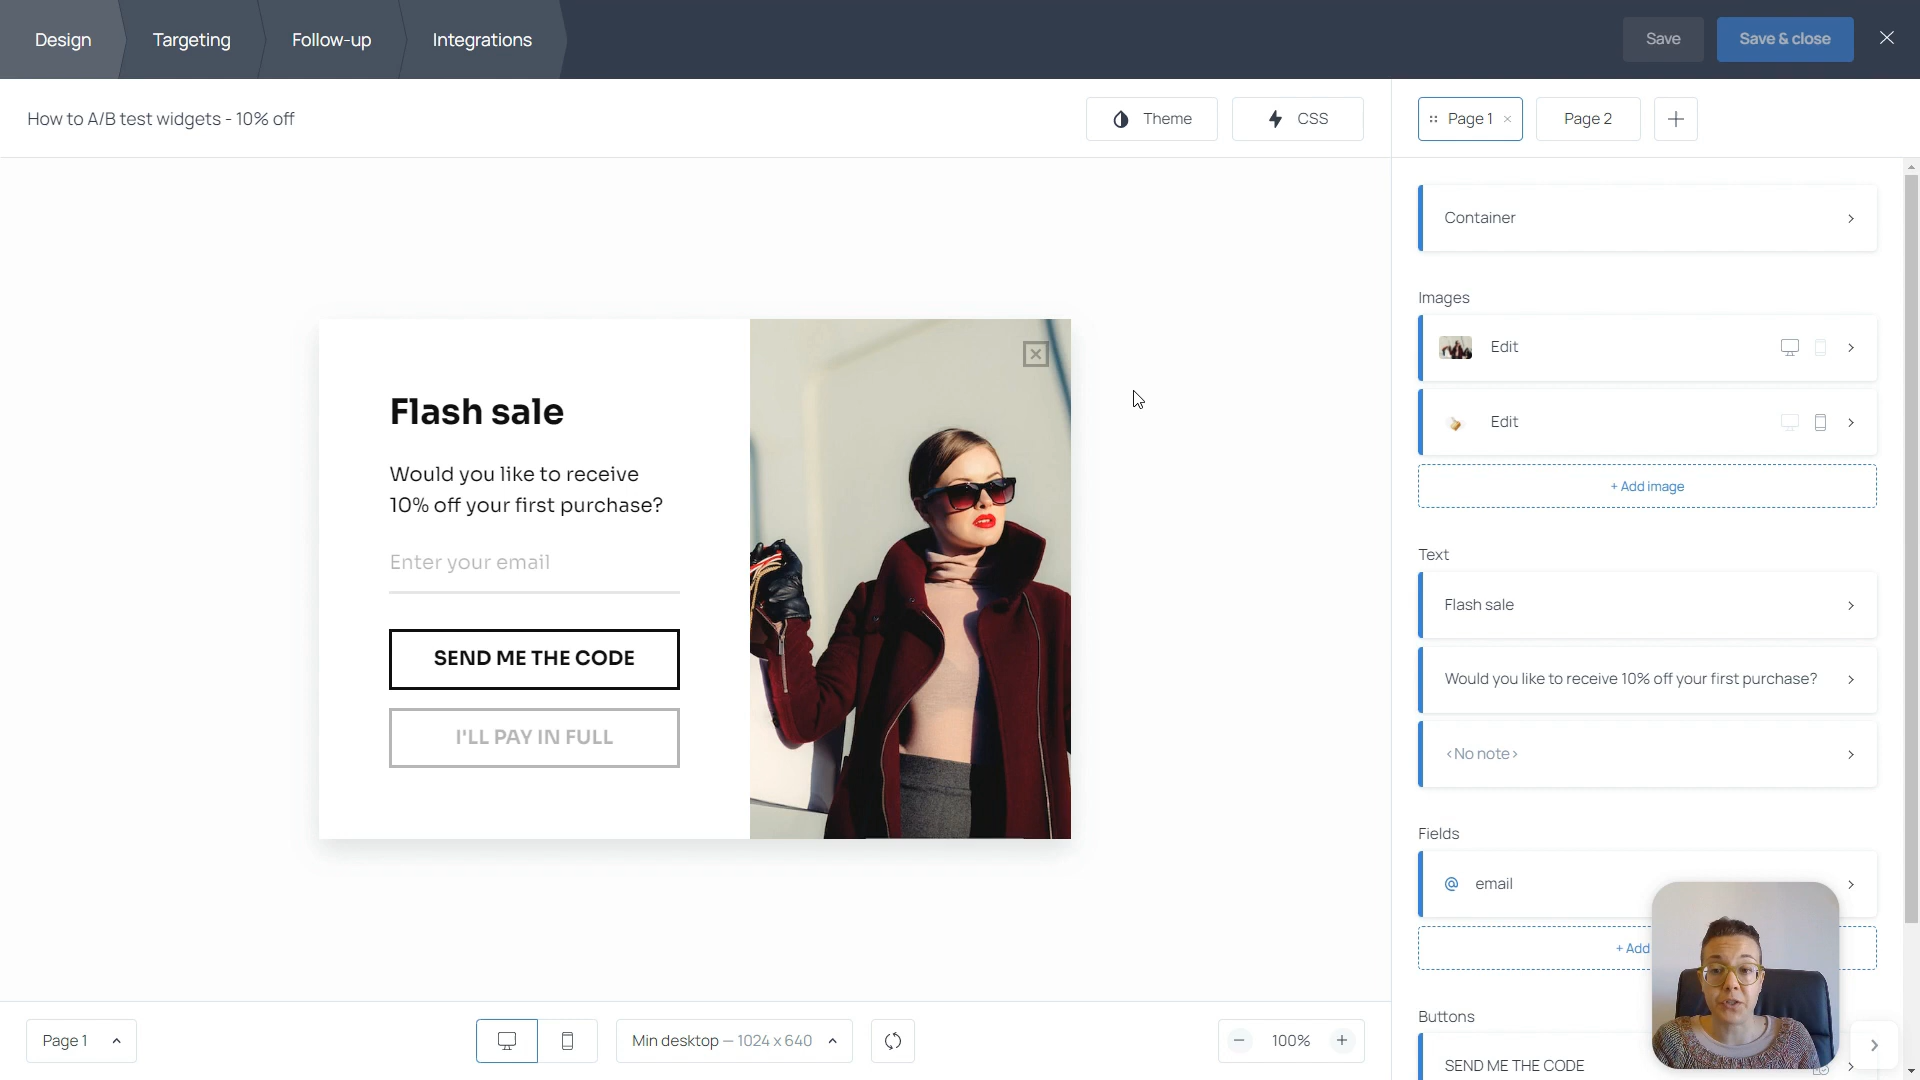 Design
Targeting
Follow-up
Integrations
Save
Save & close
How to A/B test widgets - 10% off
Theme
CSS
Page 1
Page 2
Container
Images
Edit
Edit
+ Add image
Text
Flash sale
Would you like to receive 10% off your first purchase?
<No note>
Fields
@ email
+ Add
Buttons
SEND ME THE CODE
Flash sale
Would you like to receive
10% off your first purchase?
Enter your email
SEND ME THE CODE
I'LL PAY IN FULL
Page 1
Min desktop — 1024 x 640
100%